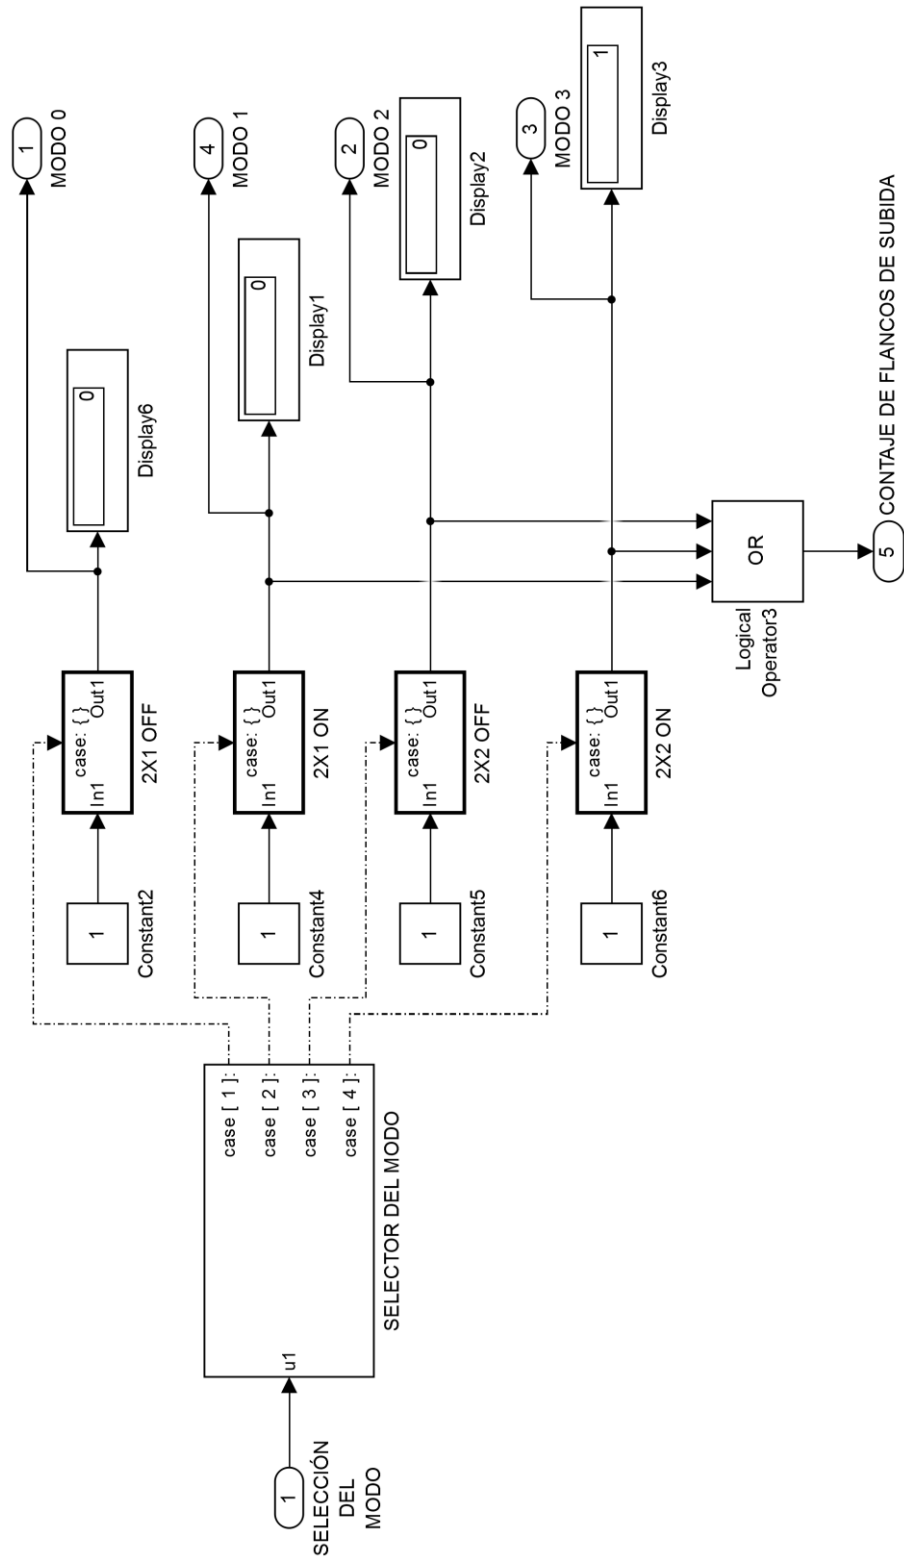 1
SELECCIÓN
DEL
MODO
u1
case [ 1 ]:
case [ 2 ]:
case [ 3 ]:
case [ 4 ]:
SELECTOR DEL MODO
1
Constant2
In1
case: { }
Out1
2X1 OFF
0
Display6
1
MODO 0
1
Constant4
In1
case: { }
Out1
2X1 ON
0
Display1
4
MODO 1
1
Constant5
In1
case: { }
Out1
2X2 OFF
0
Display2
2
MODO 2
1
Constant6
In1
case: { }
Out1
2X2 ON
1
Display3
3
MODO 3
OR
Logical
Operator3
5
CONTAJE DE FLANCOS DE SUBIDA